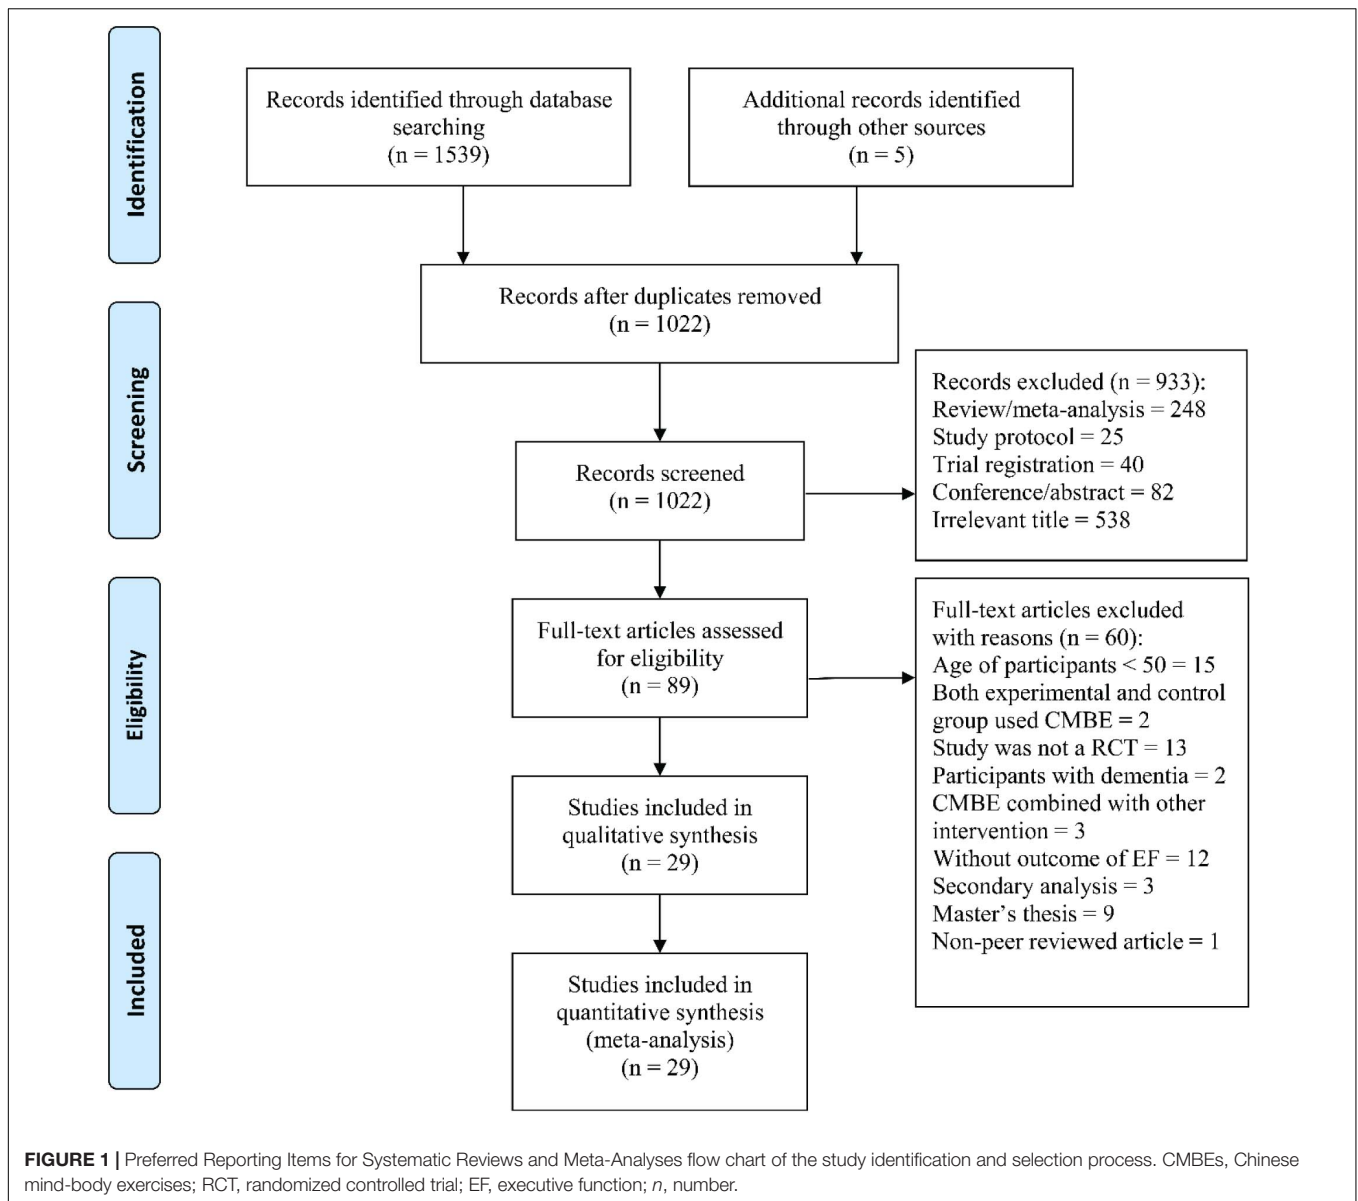 Identification
Records identified through database
searching
(n = 1539)
Additional records identified
through other sources
(n = 5)
Records after duplicates removed
(n = 1022)
Screening
Records screened
(n = 1022)
Records excluded (n = 933):
Review/meta-analysis = 248
Study protocol = 25
Trial registration = 40
Conference/abstract = 82
Irrelevant title = 538
Eligibility
Full-text articles assessed
for eligibility
(n = 89)
Full-text articles excluded
with reasons (n = 60):
Age of participants < 50 = 15
Both experimental and control
group used CMBE = 2
Study was not a RCT = 13
Participants with dementia = 2
CMBE combined with other
intervention = 3
Without outcome of EF = 12
Secondary analysis = 3
Master's thesis = 9
Non-peer reviewed article = 1
Studies included in
qualitative synthesis
(n = 29)
Included
Studies included in
quantitative synthesis
(meta-analysis)
(n = 29)
FIGURE 1 | Preferred Reporting Items for Systematic Reviews and Meta-Analyses flow chart of the study identification and selection process. CMBEs, Chinese
mind-body exercises; RCT, randomized controlled trial; EF, executive function; n, number.